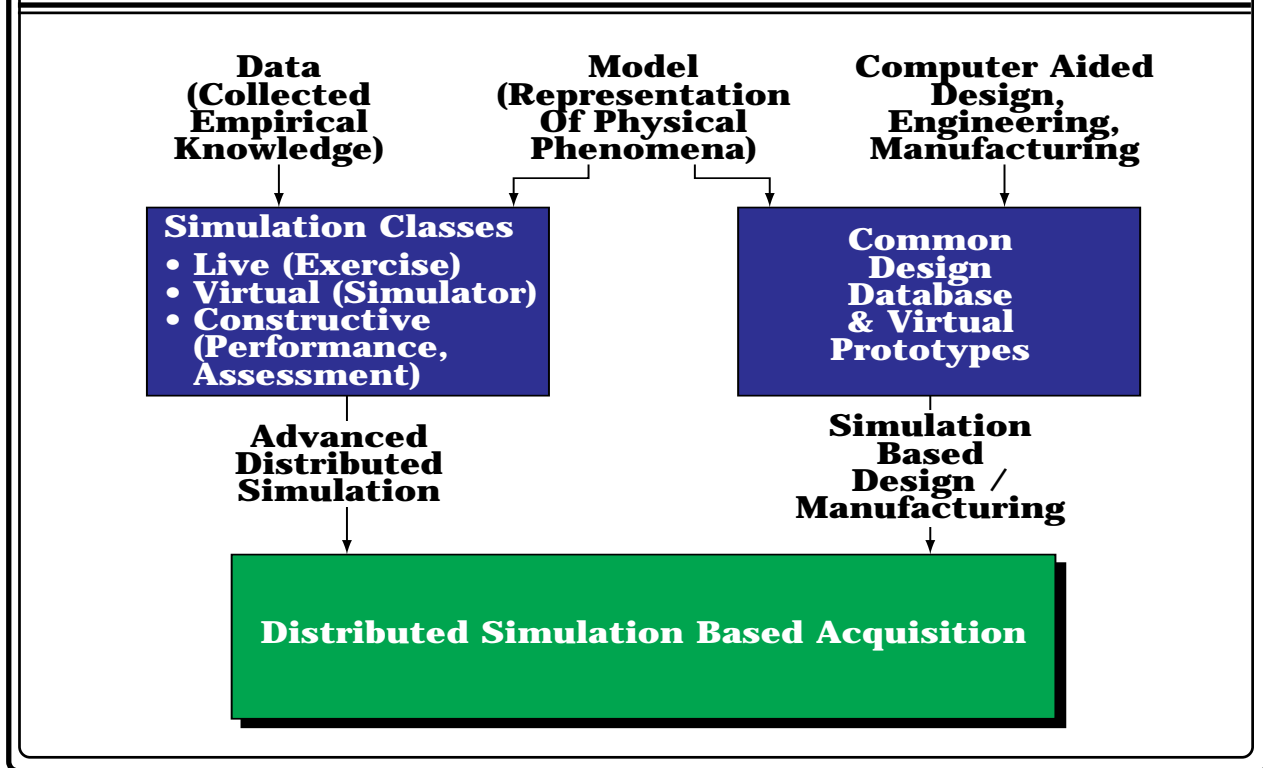 Data
(Collected
Empirical
Knowledge)
Model
(Representation
Of Physical
Phenomena)
Computer Aided
Design,
Engineering,
Manufacturing
Simulation Classes
• Live (Exercise)
• Virtual (Simulator)
• Constructive
(Performance,
Assessment)
Common
Design
Database
& Virtual
Prototypes
Advanced
Distributed
Simulation
Simulation
Based
Design /
Manufacturing
Distributed Simulation Based Acquisition